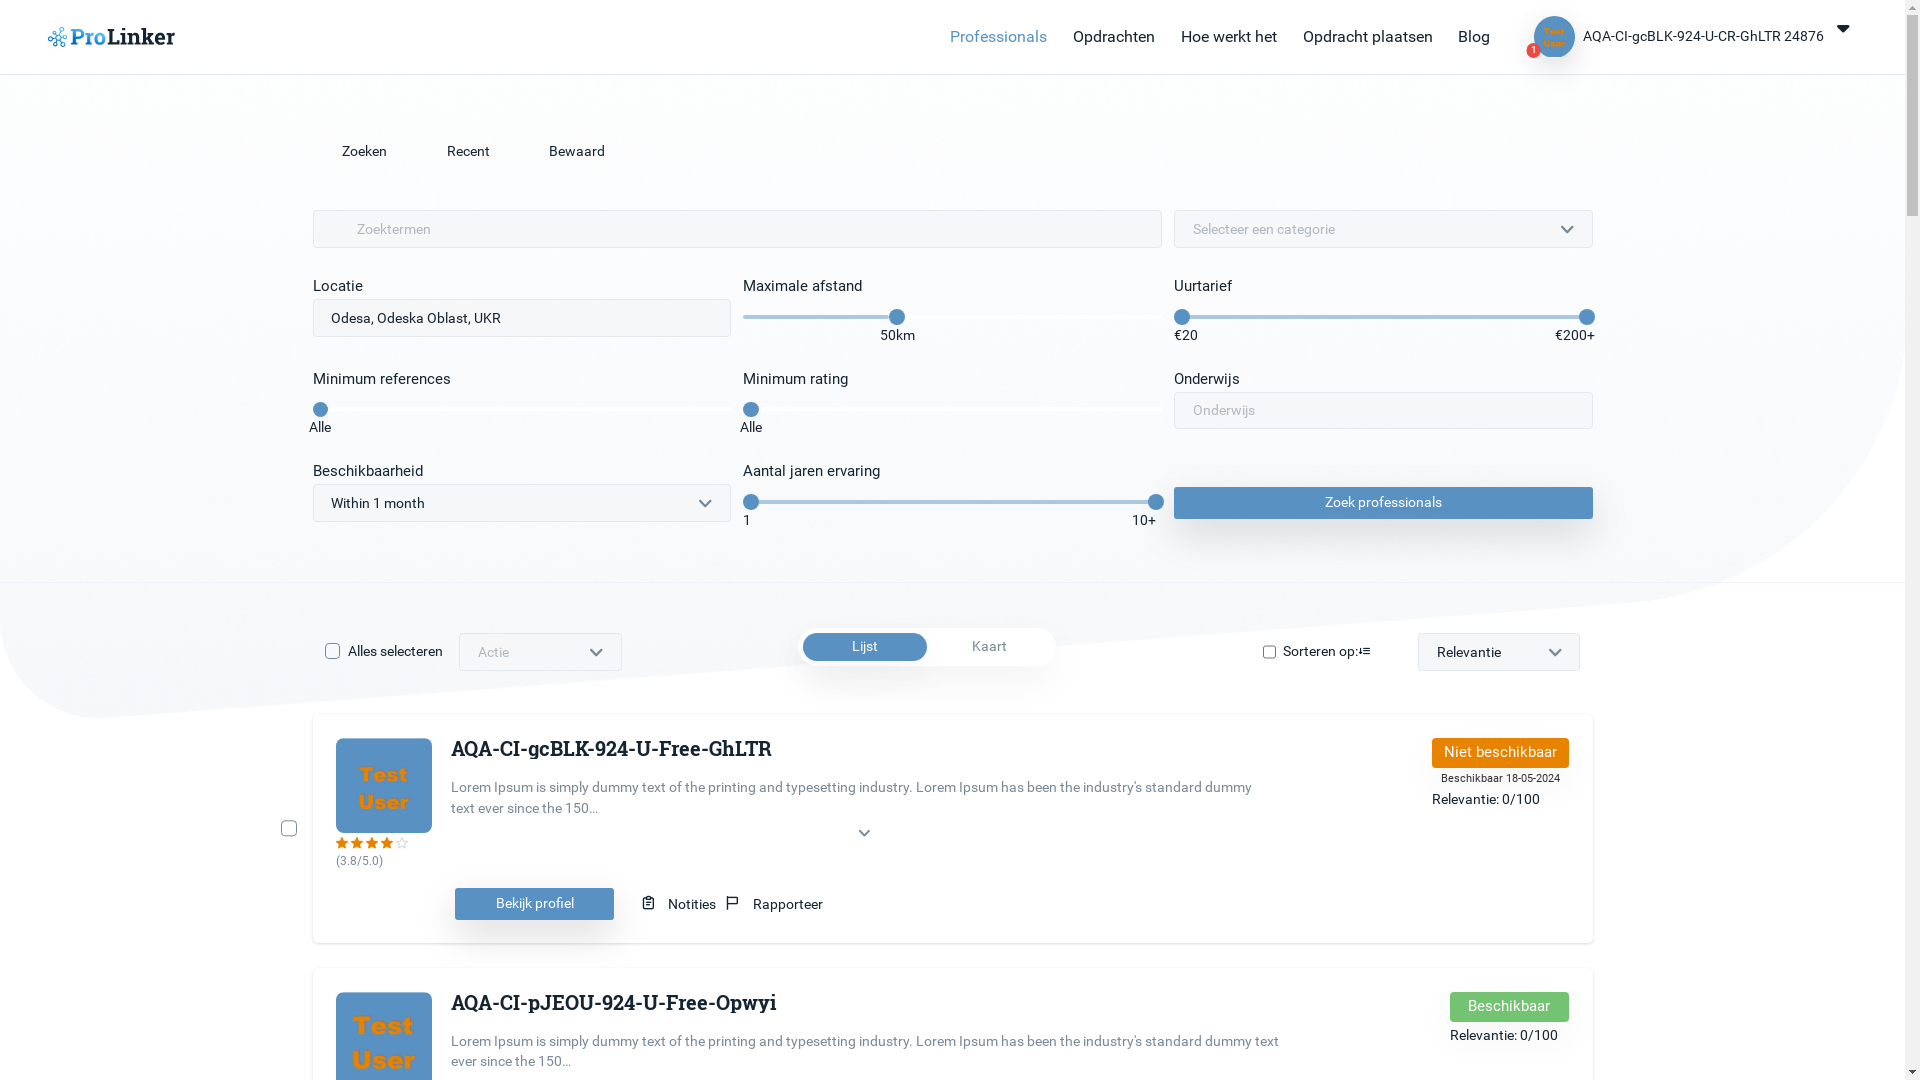 ProLinker
Professionals Opdrachten Hoe werkt het Opdracht plaatsen Blog
Test User
1
AQA-CI-gcBLK-924-U-CR-GhLTR 24876
Zoeken Recent Bewaard
Zoektermen
Selecteer een categorie
Locatie
Odesa, Odeska Oblast, UKR
Maximale afstand
50km
Uurtarief
€20 €200+
Minimum references
Alle
Minimum rating
Alle
Onderwijs
Onderwijs
Beschikbaarheid
Within 1 month
Aantal jaren ervaring
1 10+
Zoek professionals
Alles selecteren
Actie
Lijst Kaart
Sorteren op:
Relevantie
Test
User
(3.8/5.0)
AQA-CI-gcBLK-924-U-Free-GhLTR
Lorem Ipsum is simply dummy text of the printing and typesetting industry. Lorem Ipsum has been the industry's standard dummy
text ever since the 150...
Niet beschikbaar
Beschikbaar 18-05-2024
Relevantie: 0/100
Bekijk profiel
Notities
Rapporteer
Test
User
AQA-CI-pJEOU-924-U-Free-Opwyi
Lorem Ipsum is simply dummy text of the printing and typesetting industry. Lorem Ipsum has been the industry's standard dummy text
ever since the 150...
Beschikbaar
Relevantie: 0/100